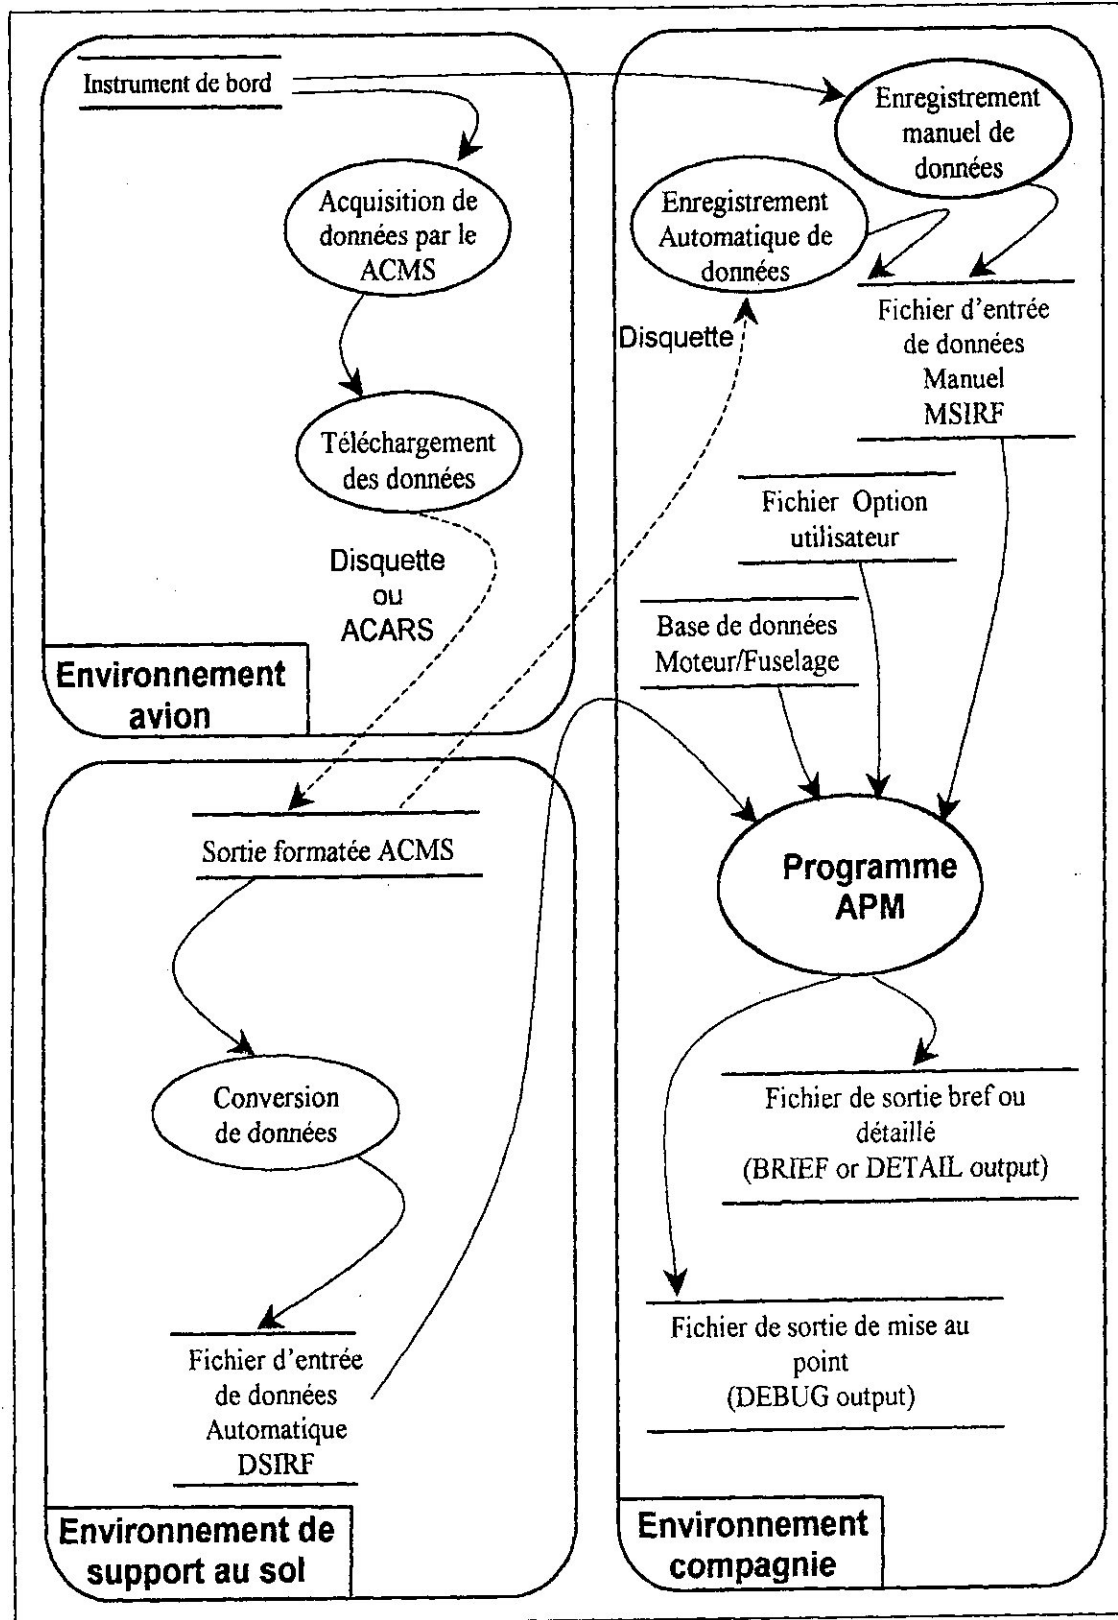 Instrument de bord
Acquisition de
données par le
ACMS
Téléchargement
des données
Disquette
ou
ACARS
Environnement
avion
Sortie formatée ACMS
Conversion
de données
Fichier d'entrée
de données
Automatique
DSIRF
Environnement de
support au sol
Enregistrement
manuel de
données
Enregistrement
Automatique de
données
Disquette
Fichier d'entrée
de données
Manuel
MSIRF
Fichier Option
utilisateur
Base de données
Moteur/Fuselage
Programme
APM
Fichier de sortie bref ou
détaillé
(BRIEF or DETAIL output)
Fichier de sortie de mise au
point
(DEBUG output)
Environnement
compagnie